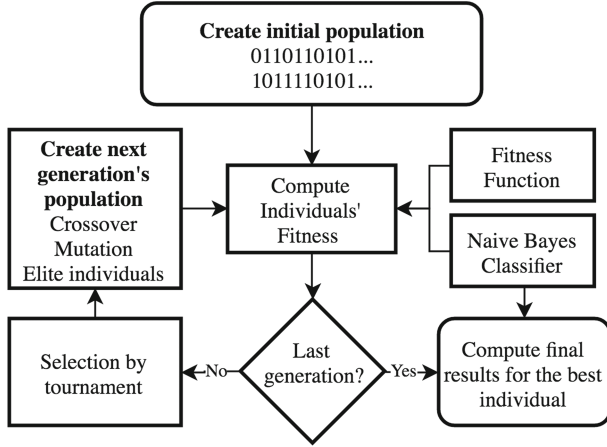 Create initial population
0110110101...
1011110101...
Create next
generation's
population
Crossover
Mutation
Elite individuals
Compute
Individuals'
Fitness
Fitness
Function
Naive Bayes
Classifier
Selection by
tournament
No
Last
generation?
Yes
Compute final
results for the best
individual